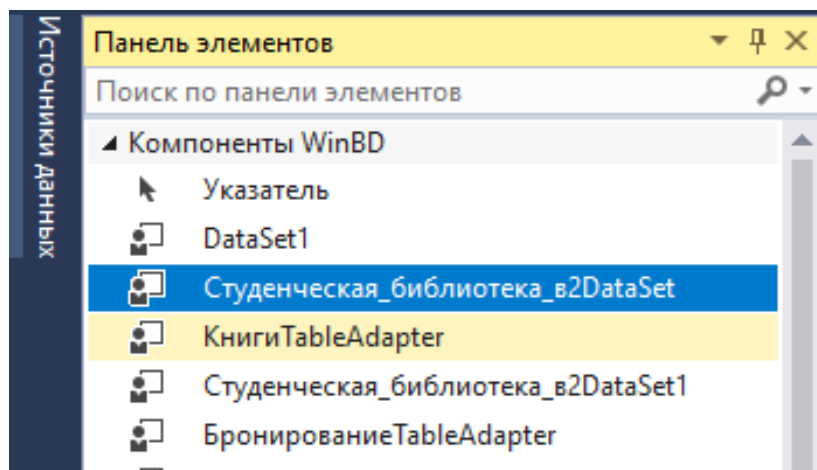 Источники данных
Панель элементов
Поиск по панели элементов
Компоненты WinBD
Указатель
DataSet1
Студенческая_библиотека_в2DataSet
КнигиTableAdapter
Студенческая_библиотека_в2DataSet1
БронированиеTableAdapter